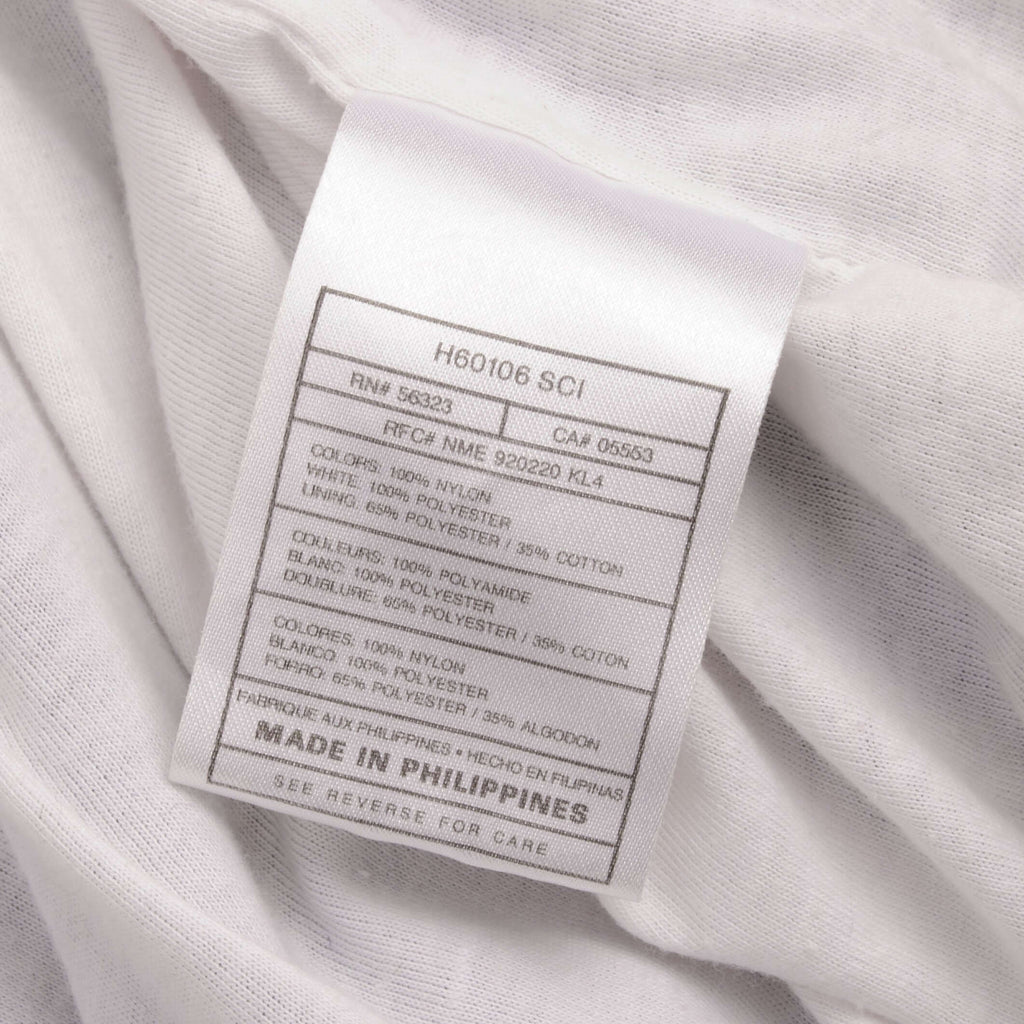 H60106 SCI
RN# 56323
CA# 05553
RFC# NME 920220 KL4
COLORS: 100% NYLON
WHITE: 100% POLYESTER
LINING: 65% POLYESTER / 35% COTTON
COULEURS: 100% POLYAMIDE
BLANC: 100% POLYESTER
DOUBLURE: 65% POLYESTER / 35% COTON
COLORES: 100% NYLON
BLANCO: 100% POLYESTER
FORRO: 65% POLYESTER / 35% ALGODON
FABRIQUE AUX PHILIPPINES • HECHO EN FILIPINAS
MADE IN PHILIPPINES
SEE REVERSE FOR CARE